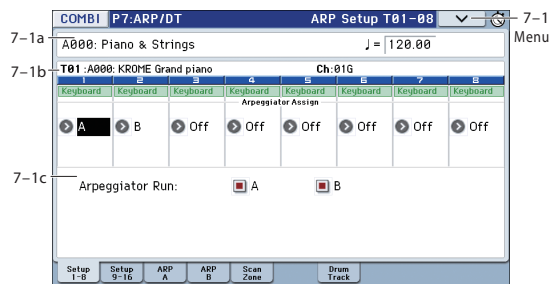 COMBI P7:ARP/DT ARP Setup T01-08 7-1
Menu
7-1a A000: Piano & Strings ♩= 120.00
7-1b T01 :A000: KROME Grand piano Ch:01G
1 2 3 4 5 6 7 8
Keyboard Keyboard Keyboard Keyboard Keyboard Keyboard Keyboard Keyboard
Arpeggiator Assign
A B Off Off Off Off Off Off
7-1c Arpeggiator Run: A B
Setup 1-8 Setup 9-16 ARP A ARP B Scan Zone Drum Track